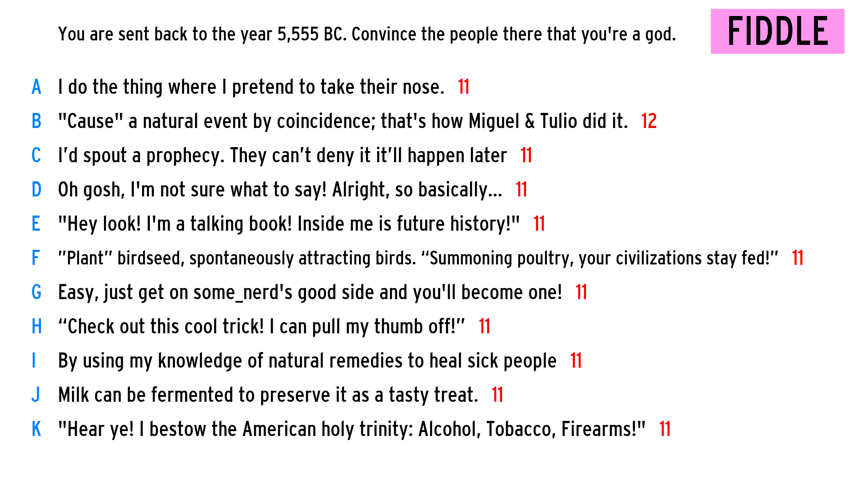 You are sent back to the year 5,555 BC. Convince the people there that you're a god.
FIDDLE
A I do the thing where I pretend to take their nose. 11
B "Cause" a natural event by coincidence; that's how Miguel & Tulio did it. 12
C I’d spout a prophecy. They can’t deny it it’ll happen later 11
D Oh gosh, I'm not sure what to say! Alright, so basically... 11
E "Hey look! I'm a talking book! Inside me is future history!" 11
F ”Plant” birdseed, spontaneously attracting birds. “Summoning poultry, your civilizations stay fed!” 11
G Easy, just get on some_nerd's good side and you'll become one! 11
H “Check out this cool trick! I can pull my thumb off!” 11
I By using my knowledge of natural remedies to heal sick people 11
J Milk can be fermented to preserve it as a tasty treat. 11
K "Hear ye! I bestow the American holy trinity: Alcohol, Tobacco, Firearms!" 11